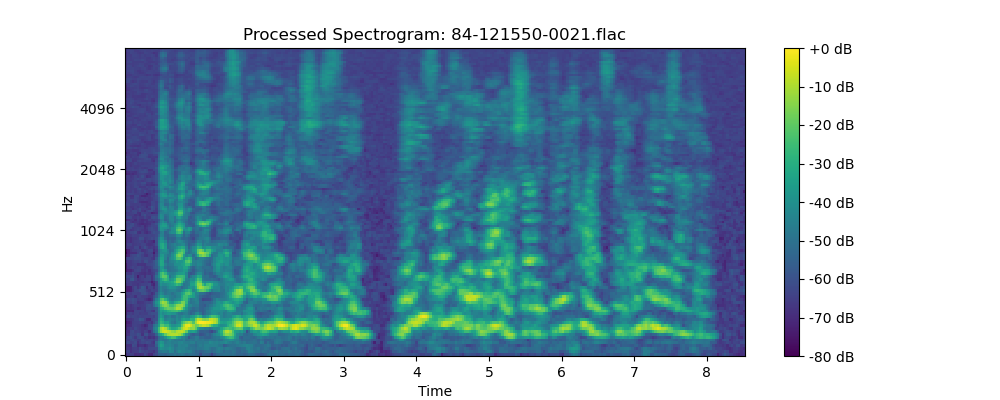 Processed Spectrogram: 84-121550-0021.flac
Hz
4096
2048
1024
512
0
0 1 2 3 4 5 6 7 8
Time
+0 dB
-10 dB
-20 dB
-30 dB
-40 dB
-50 dB
-60 dB
-70 dB
-80 dB